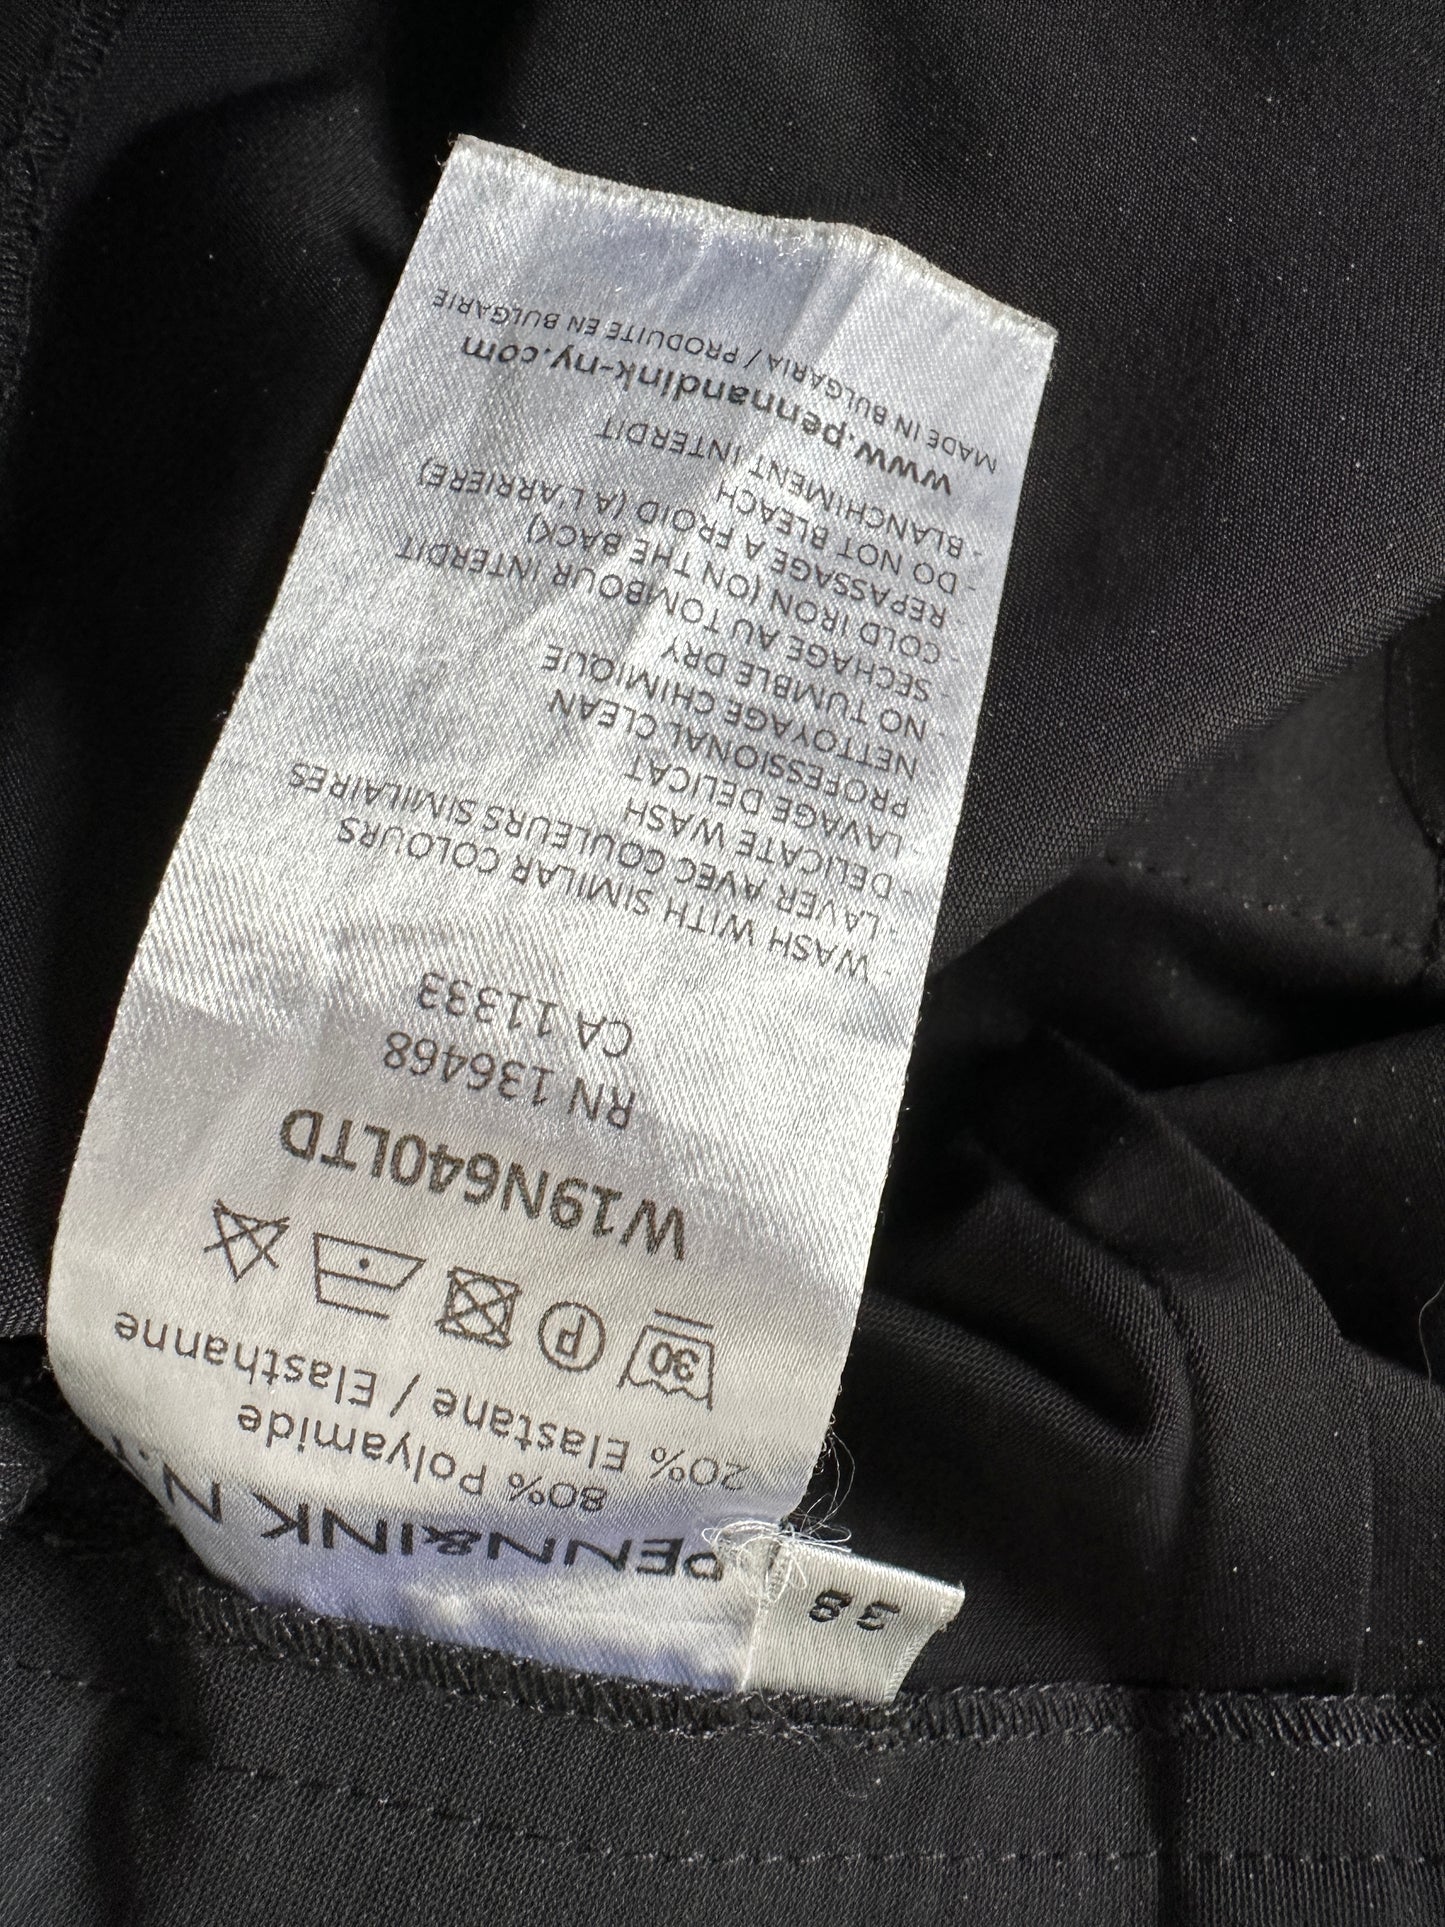 38
PENN&INK N.Y
80% Polyamide
20% Elastane / Elasthanne
30 P
W19N640LTD
RN 136468
CA 11333
- WASH WITH SIMILAR COLOURS
LAVER AVEC COULEURS SIMILAIRES
- DELICATE WASH
LAVAGE DELICAT
- PROFESSIONAL CLEAN
NETTOYAGE CHIMIQUE
- NO TUMBLE DRY
SECHAGE AU TOMBOUR INTERDIT
- COLD IRON (ON THE BACK)
REPASSAGE A FROID (A L'ARRIERE)
- DO NOT BLEACH
- BLANCHIMENT INTERDIT
www.pennandink-ny.com
MADE IN BULGARIA / PRODUITE EN BULGARIE